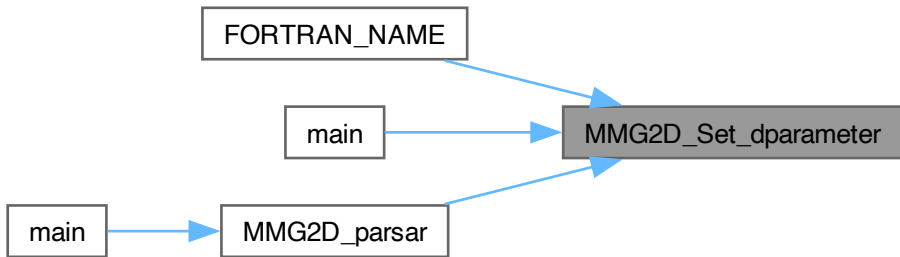 FORTRAN_NAME
main
MMG2D_Set_dparameter
main
MMG2D_parsar